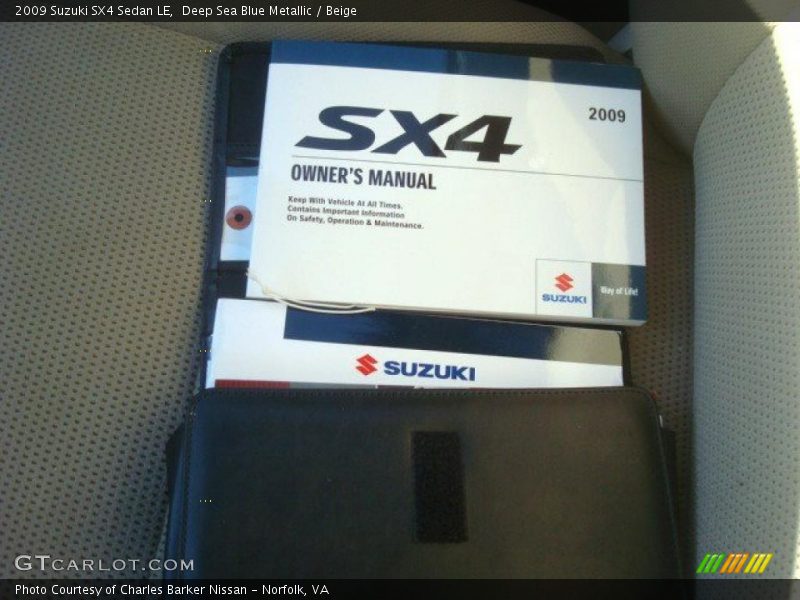 2009 Suzuki SX4 Sedan LE,  Deep Sea Blue Metallic / Beige
SX4
2009
OWNER'S MANUAL
Keep With Vehicle At All Times.
Contains Important Information
On Safety, Operation & Maintenance.
SUZUKI
Way of Life!
SUZUKI
GTCARLOT.COM
Photo Courtesy of Charles Barker Nissan - Norfolk, VA